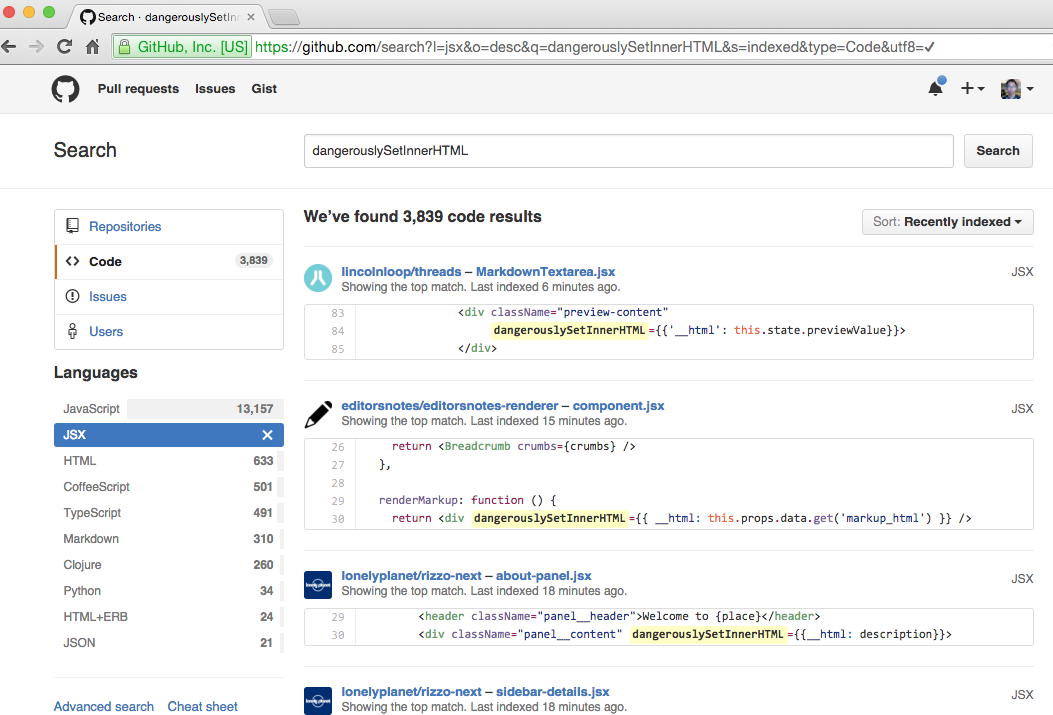 Search · dangerouslySetIn
GitHub, Inc. [US] https://github.com/search?l=jsx&o=desc&q=dangerouslySetInnerHTML&s=indexed&type=Code&utf8=✓
Pull requests Issues Gist
Search
dangerouslySetInnerHTML
Search
Repositories
Code 3,839
Issues
Users
Languages
JavaScript 13,157
JSX
HTML 633
CoffeeScript 501
TypeScript 491
Markdown 310
Clojure 260
Python 34
HTML+ERB 24
JSON 21
Advanced search Cheat sheet
We've found 3,839 code results
Sort: Recently indexed
lincolnloop/threads – MarkdownTextarea.jsx
JSX
Showing the top match. Last indexed 6 minutes ago.
83 <div className="preview-content"
84 dangerouslySetInnerHTML={{'__html': this.state.previewValue}}>
85 </div>
editorsnotes/editorsnotes-renderer – component.jsx
JSX
Showing the top match. Last indexed 15 minutes ago.
26 return <Breadcrumb crumbs={crumbs} />
27 },
28
29 renderMarkup: function () {
30 return <div dangerouslySetInnerHTML={{ __html: this.props.data.get('markup_html') }} />
lonelyplanet/rizzo-next – about-panel.jsx
JSX
Showing the top match. Last indexed 18 minutes ago.
29 <header className="panel__header">Welcome to {place}</header>
30 <div className="panel__content" dangerouslySetInnerHTML={{__html: description}}>
lonelyplanet/rizzo-next – sidebar-details.jsx
JSX
Showing the top match. Last indexed 18 minutes ago.